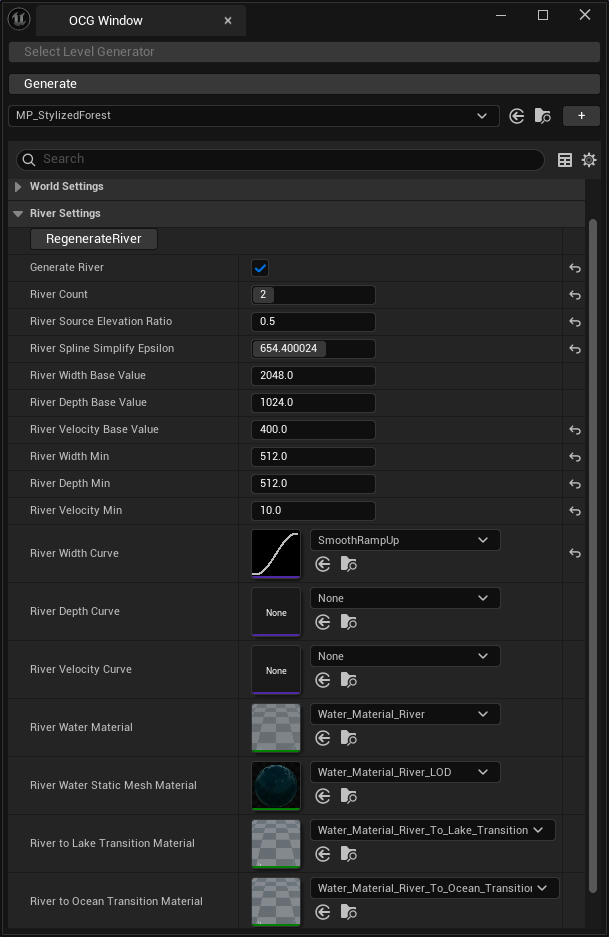 OCG Window
Select Level Generator
Generate
MP_StylizedForest
Search
World Settings
River Settings
RegenerateRiver
Generate River
River Count 2
River Source Elevation Ratio 0.5
River Spline Simplify Epsilon 654.400024
River Width Base Value 2048.0
River Depth Base Value 1024.0
River Velocity Base Value 400.0
River Width Min 512.0
River Depth Min 512.0
River Velocity Min 10.0
River Width Curve SmoothRampUp
River Depth Curve None None
River Velocity Curve None None
River Water Material Water_Material_River
River Water Static Mesh Material Water_Material_River_LOD
River to Lake Transition Material Water_Material_River_To_Lake_Transition
River to Ocean Transition Material Water_Material_River_To_Ocean_Transition